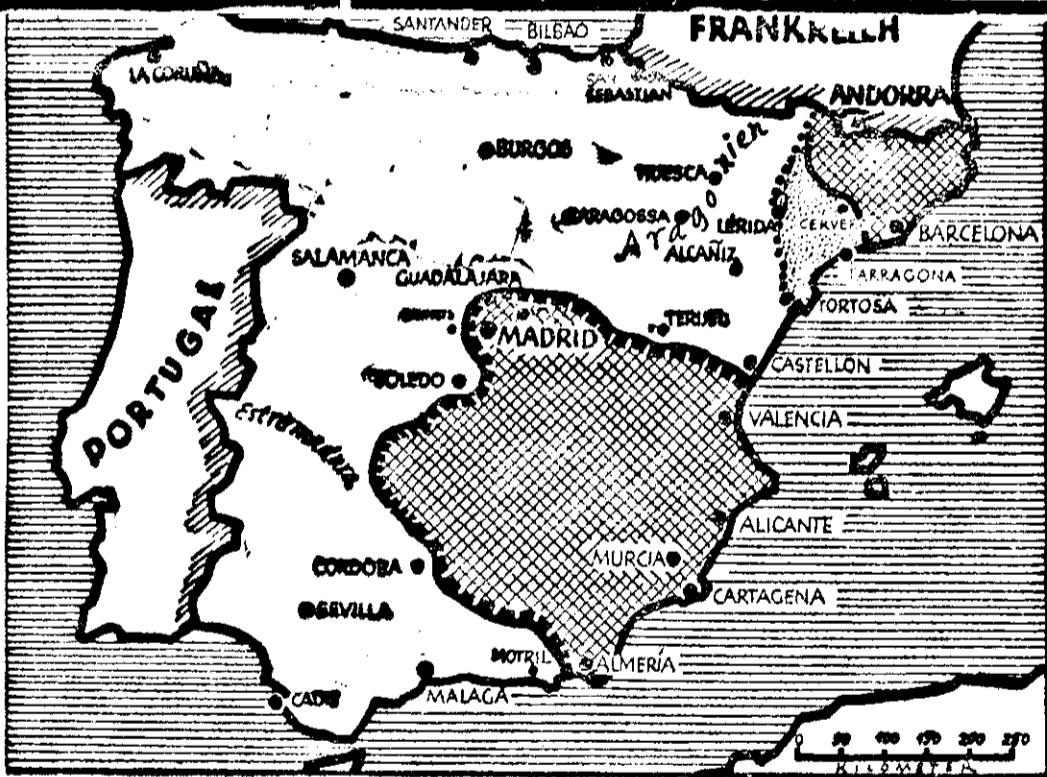 SANTANDER
BILBAO
FRANKREICH
LA CORUÑA
SAN
SEBASTIAN
ANDORRA
BURGOS
HUESCA
Aragonien
ZARAGOSSA
LÉRIDA
BARCELONA
SALAMANCA
GUADALAJARA
ALCAÑIZ
TARRAGONA
TORTOSA
PORTUGAL
MADRID
TERUEL
CASTELLON
TOLEDO
VALENCIA
Estremadura
ALICANTE
MURCIA
CORDOBA
CARTAGENA
SEVILLA
MOTRIL
ALMERÍA
CADIZ
MALAGA
0 50 100 150 200 250
KILOMETER